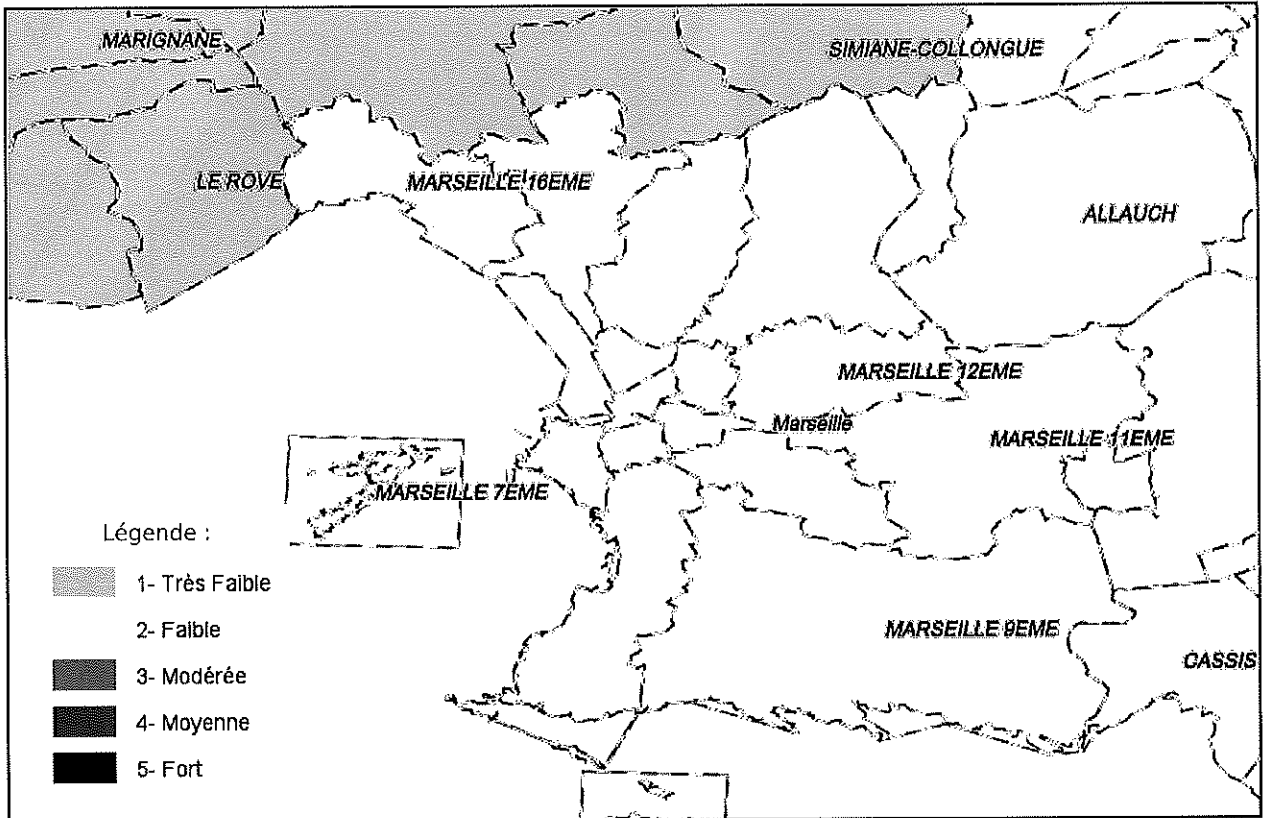 MARIGNANE
SIMIANE-COLLONGUE
LE ROVE
MARSEILLE 16EME
ALLAUCH
MARSEILLE 12EME
Marseille
MARSEILLE 11EME
MARSEILLE 7EME
Légende :
1- Très Faible
2- Faible
MARSEILLE 9EME
CASSIS
3- Modérée
4- Moyenne
5- Fort